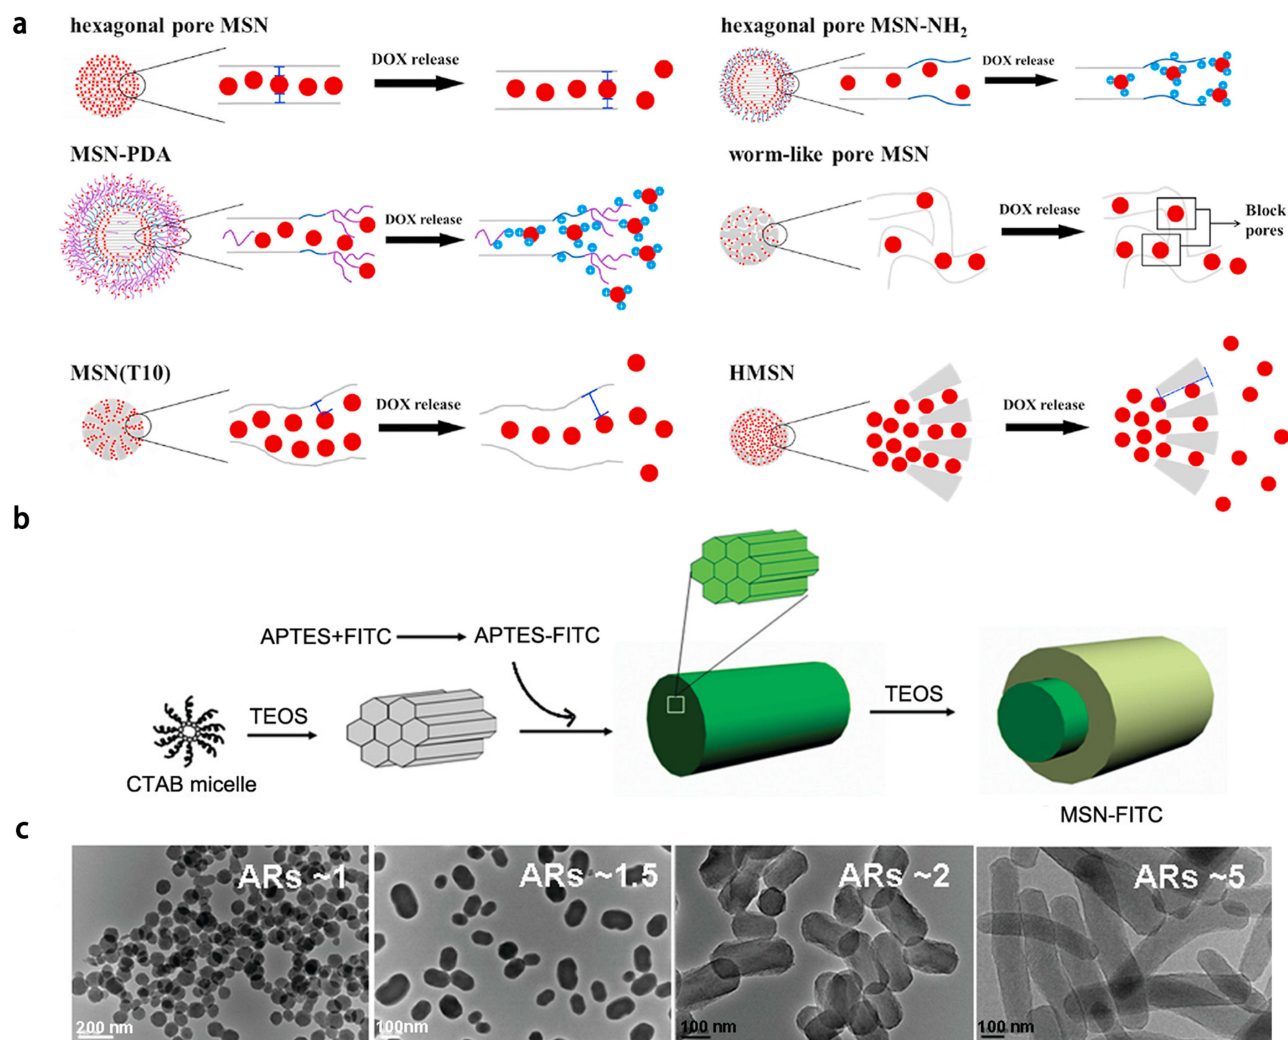 a
hexagonal pore MSN
DOX release
hexagonal pore MSN-NH₂
DOX release
MSN-PDA
DOX release
worm-like pore MSN
DOX release
Block
pores
MSN(T10)
DOX release
HMSN
DOX release
b
APTES+FITC
APTES-FITC
TEOS
CTAB micelle
TEOS
MSN-FITC
c
ARs ~1
200 nm
ARs ~1.5
100nm
ARs ~2
100 nm
ARs ~5
100 nm